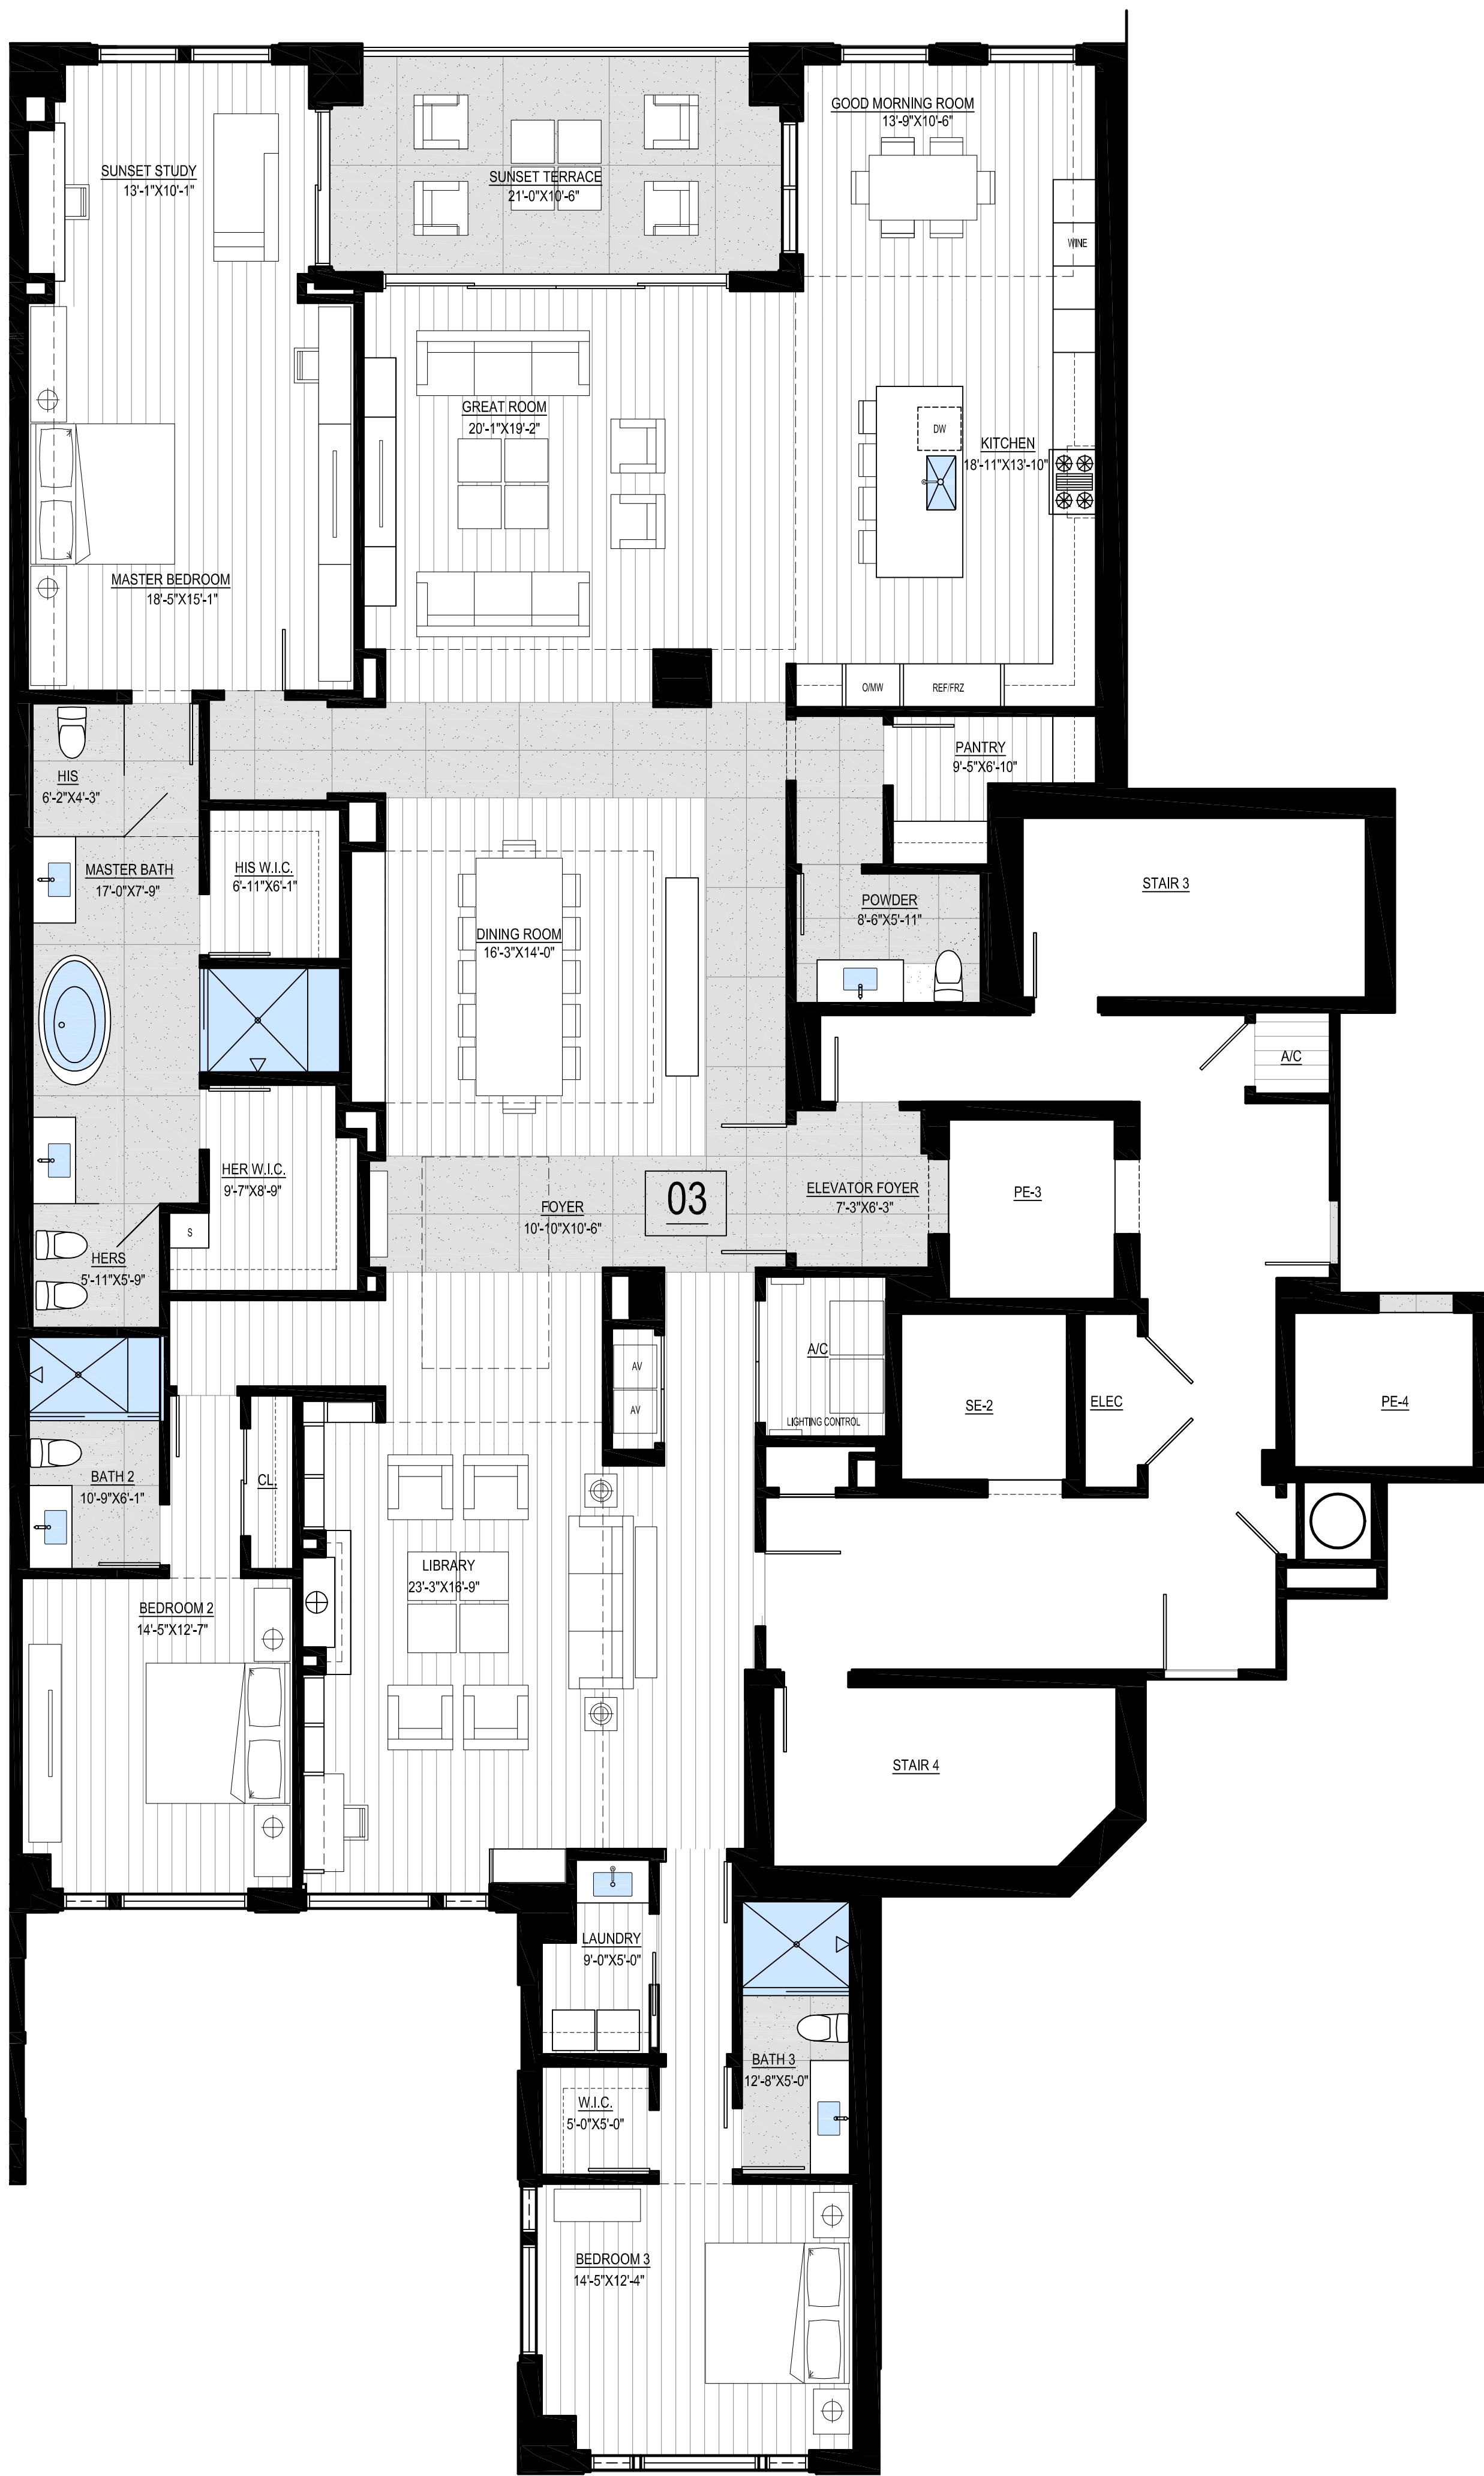 GOOD MORNING ROOM
13'-9"X10'-6"
SUNSET STUDY
13'-1"X10'-1"
SUNSET TERRACE
21'-0"X10'-6"
WINE
GREAT ROOM
20'-1"X19'-2"
DW
KITCHEN
18'-11"X13'-10"
MASTER BEDROOM
18'-5"X15'-1"
O/MW
REF/FRZ
PANTRY
9'-5"X6'-10"
HIS
6'-2"X4'-3"
MASTER BATH
17'-0"X7'-9"
HIS W.I.C.
6'-11"X6'-1"
STAIR 3
POWDER
8'-6"X5'-11"
DINING ROOM
16'-3"X14'-0"
A/C
HER W.I.C.
9'-7"X8'-9"
03
ELEVATOR FOYER
7'-3"X6'-3"
PE-3
FOYER
10'-10"X10'-6"
S
HERS
5'-11"X5'-9"
A/C
AV
AV
LIGHTING CONTROL
SE-2
ELEC
PE-4
BATH 2
10'-9"X6'-1"
CL.
LIBRARY
23'-3"X16'-9"
BEDROOM 2
14'-5"X12'-7"
STAIR 4
LAUNDRY
9'-0"X5'-0"
BATH 3
12'-8"X5'-0"
W.I.C.
5'-0"X5'-0"
BEDROOM 3
14'-5"X12'-4"